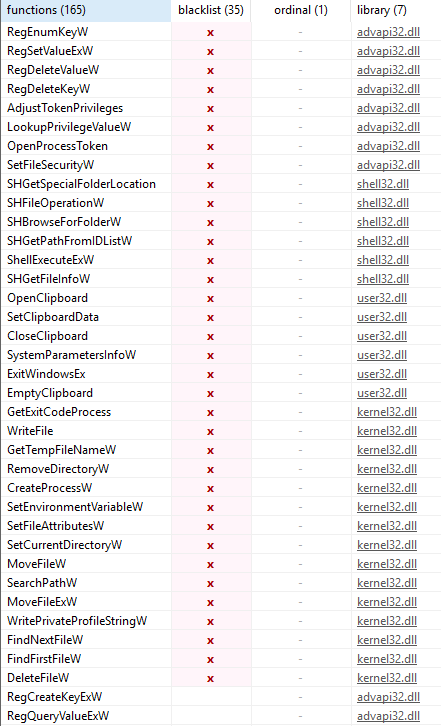 functions (165) blacklist (35) ordinal (1) library (7)
RegEnumKeyW x - advapi32.dll
RegSetValueExW x - advapi32.dll
RegDeleteValueW x - advapi32.dll
RegDeleteKeyW x - advapi32.dll
AdjustTokenPrivileges x - advapi32.dll
LookupPrivilegeValueW x - advapi32.dll
OpenProcessToken x - advapi32.dll
SetFileSecurityW x - advapi32.dll
SHGetSpecialFolderLocation x - shell32.dll
SHFileOperationW x - shell32.dll
SHBrowseForFolderW x - shell32.dll
SHGetPathFromIDListW x - shell32.dll
ShellExecuteExW x - shell32.dll
SHGetFileInfoW x - shell32.dll
OpenClipboard x - user32.dll
SetClipboardData x - user32.dll
CloseClipboard x - user32.dll
SystemParametersInfoW x - user32.dll
ExitWindowsEx x - user32.dll
EmptyClipboard x - user32.dll
GetExitCodeProcess x - kernel32.dll
WriteFile x - kernel32.dll
GetTempFileNameW x - kernel32.dll
RemoveDirectoryW x - kernel32.dll
CreateProcessW x - kernel32.dll
SetEnvironmentVariableW x - kernel32.dll
SetFileAttributesW x - kernel32.dll
SetCurrentDirectoryW x - kernel32.dll
MoveFileW x - kernel32.dll
SearchPathW x - kernel32.dll
MoveFileExW x - kernel32.dll
WritePrivateProfileStringW x - kernel32.dll
FindNextFileW x - kernel32.dll
FindFirstFileW x - kernel32.dll
DeleteFileW x - kernel32.dll
RegCreateKeyExW - advapi32.dll
RegQueryValueExW - advapi32.dll